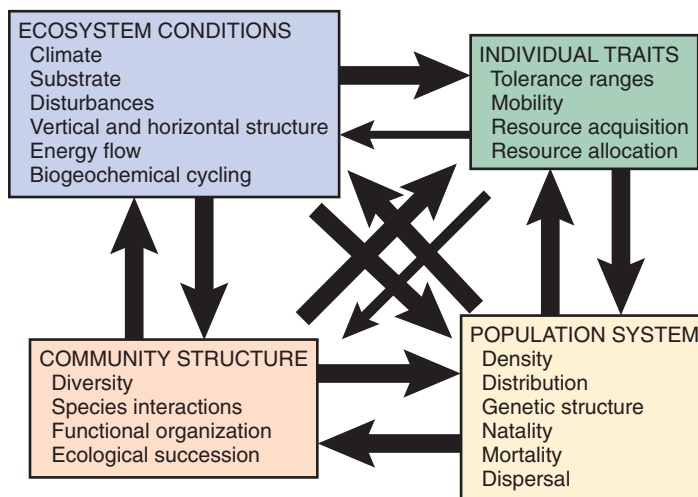 ECOSYSTEM CONDITIONS
Climate
Substrate
Disturbances
Vertical and horizontal structure
Energy flow
Biogeochemical cycling
INDIVIDUAL TRAITS
Tolerance ranges
Mobility
Resource acquisition
Resource allocation
COMMUNITY STRUCTURE
Diversity
Species interactions
Functional organization
Ecological succession
POPULATION SYSTEM
Density
Distribution
Genetic structure
Natality
Mortality
Dispersal